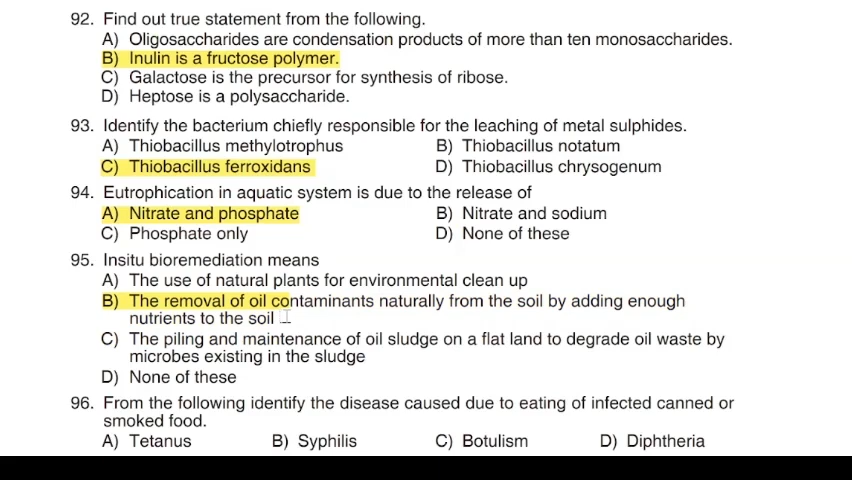 92. Find out true statement from the following.
A) Oligosaccharides are condensation products of more than ten monosaccharides.
B) Inulin is a fructose polymer.
C) Galactose is the precursor for synthesis of ribose.
D) Heptose is a polysaccharide.
93. Identify the bacterium chiefly responsible for the leaching of metal sulphides.
A) Thiobacillus methylotrophus B) Thiobacillus notatum
C) Thiobacillus ferroxidans D) Thiobacillus chrysogenum
94. Eutrophication in aquatic system is due to the release of
A) Nitrate and phosphate B) Nitrate and sodium
C) Phosphate only D) None of these
95. Insitu bioremediation means
A) The use of natural plants for environmental clean up
B) The removal of oil contaminants naturally from the soil by adding enough
nutrients to the soil
C) The piling and maintenance of oil sludge on a flat land to degrade oil waste by
microbes existing in the sludge
D) None of these
96. From the following identify the disease caused due to eating of infected canned or
smoked food.
A) Tetanus B) Syphilis C) Botulism D) Diphtheria